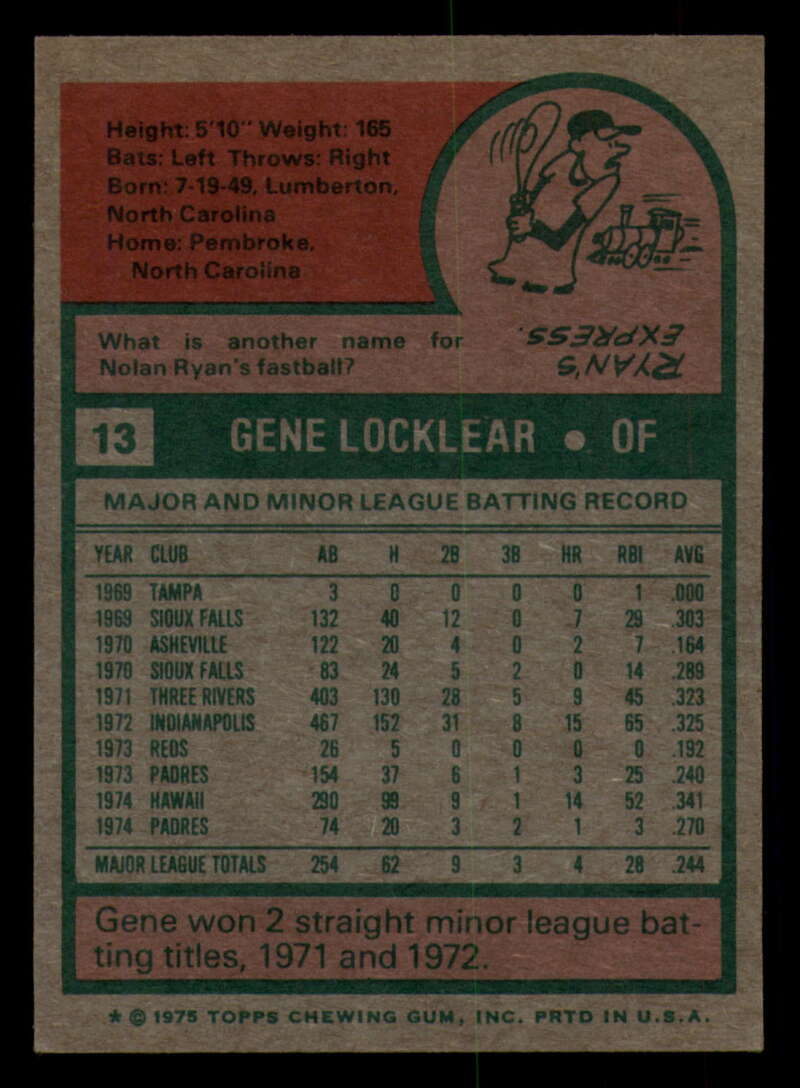 Height: 5'10" Weight: 165
Bats: Left Throws: Right
Born: 7-19-49, Lumberton,
North Carolina
Home: Pembroke,
North Carolina
What is another name for
Nolan Ryan's fastball?
RYAN'S
EXPRESS.
13 GENE LOCKLEAR • OF
MAJOR AND MINOR LEAGUE BATTING RECORD
YEAR CLUB AB H 2B 3B HR RBI AVG
1969 TAMPA 3 0 0 0 0 1 .000
1969 SIOUX FALLS 132 40 12 0 7 29 .303
1970 ASHEVILLE 122 20 4 0 2 7 .164
1970 SIOUX FALLS 83 24 5 2 0 14 .289
1971 THREE RIVERS 403 130 28 5 9 45 .323
1972 INDIANAPOLIS 467 152 31 8 15 65 .325
1973 REDS 26 5 0 0 0 0 .192
1973 PADRES 154 37 6 1 3 25 .240
1974 HAWAII 290 99 9 1 14 52 .341
1974 PADRES 74 20 3 2 1 3 .270
MAJOR LEAGUE TOTALS 254 62 9 3 4 28 .244
Gene won 2 straight minor league bat-
ting titles, 1971 and 1972.
* © 1975 TOPPS CHEWING GUM, INC. PRTD IN U.S.A.